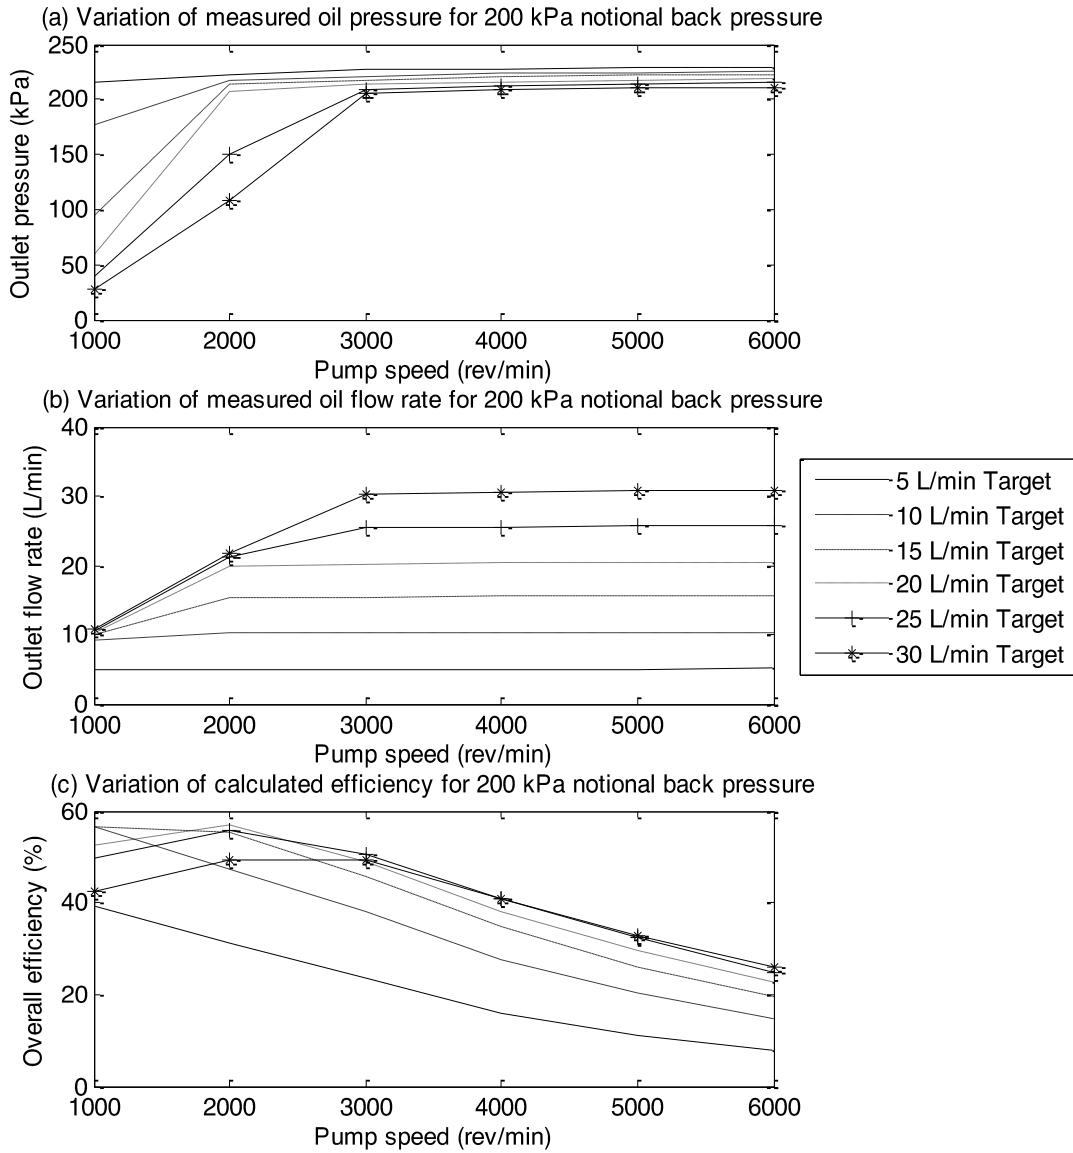 (a) Variation of measured oil pressure for 200 kPa notional back pressure
250
200
150
100
50
0
Outlet pressure (kPa)
1000 2000 3000 4000 5000 6000
Pump speed (rev/min)
(b) Variation of measured oil flow rate for 200 kPa notional back pressure
40
30
20
10
0
Outlet flow rate (L/min)
1000 2000 3000 4000 5000 6000
Pump speed (rev/min)
5 L/min Target
10 L/min Target
15 L/min Target
20 L/min Target
25 L/min Target
30 L/min Target
(c) Variation of calculated efficiency for 200 kPa notional back pressure
60
40
20
0
Overall efficiency (%)
1000 2000 3000 4000 5000 6000
Pump speed (rev/min)